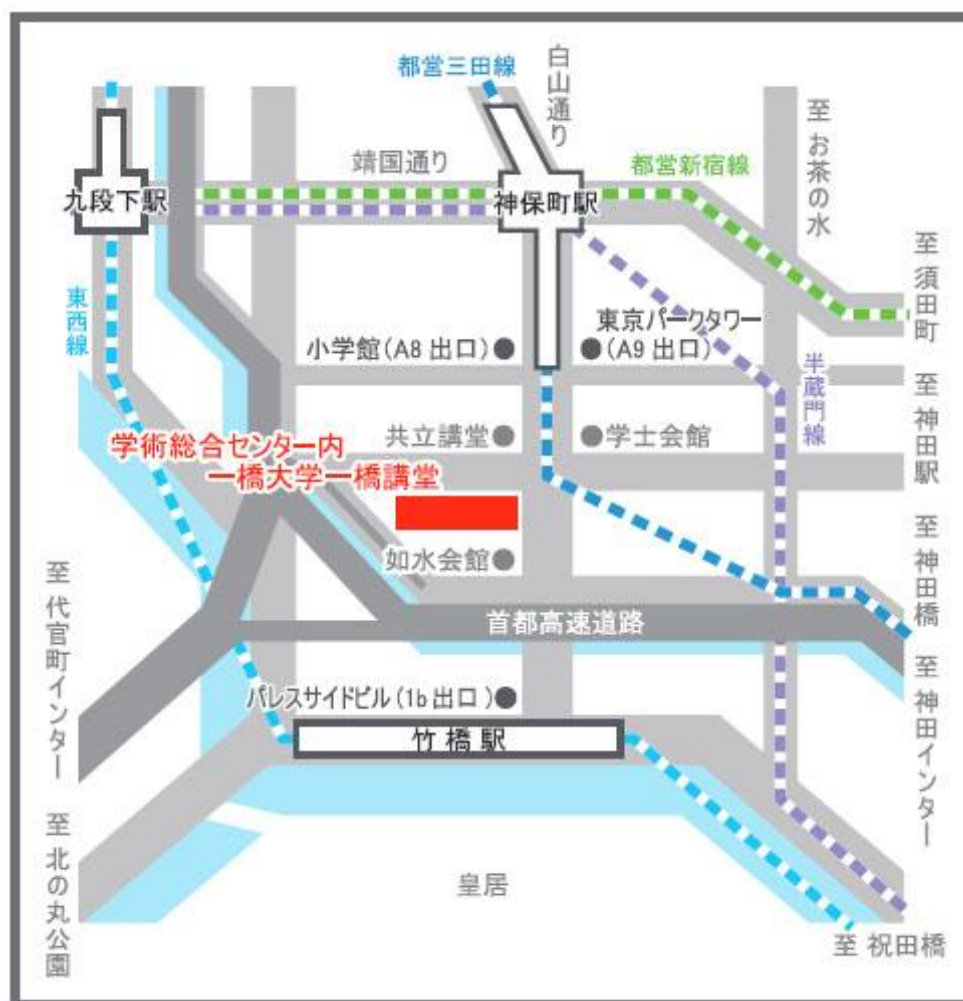 都営三田線
白山通り
靖国通り
都営新宿線
至 お茶の水
九段下駅
神保町駅
至 須田町
東西線
小学館(A8 出口)
東京パークタワー
(A9 出口)
半蔵門線
至 神田駅
共立講堂
学士会館
学術総合センター内
一橋大学一橋講堂
如水会館
至 神田橋
首都高速道路
至 代官町インター
パレスサイドビル(1b 出口)
竹橋駅
至 神田インター
至 北の丸公園
皇居
至 祝田橋